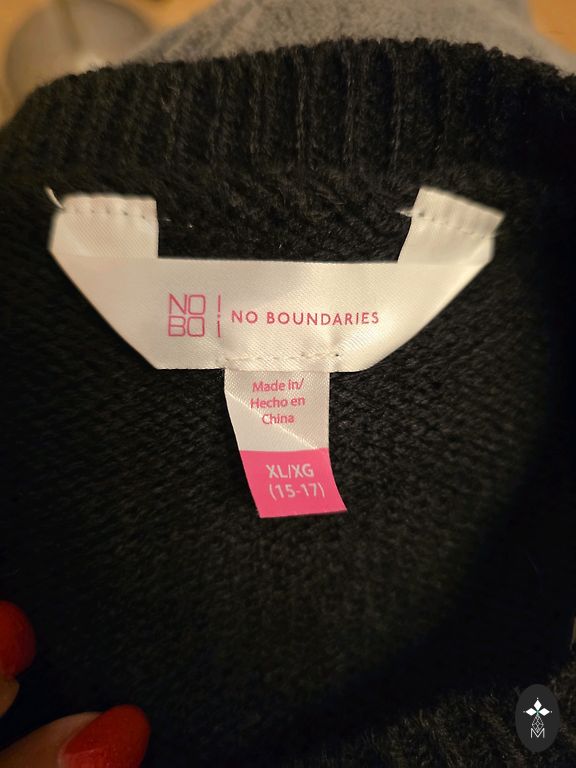 NO
BO
NO BOUNDARIES
Made in/
Hecho en
China
XL/XG
(15-17)
M